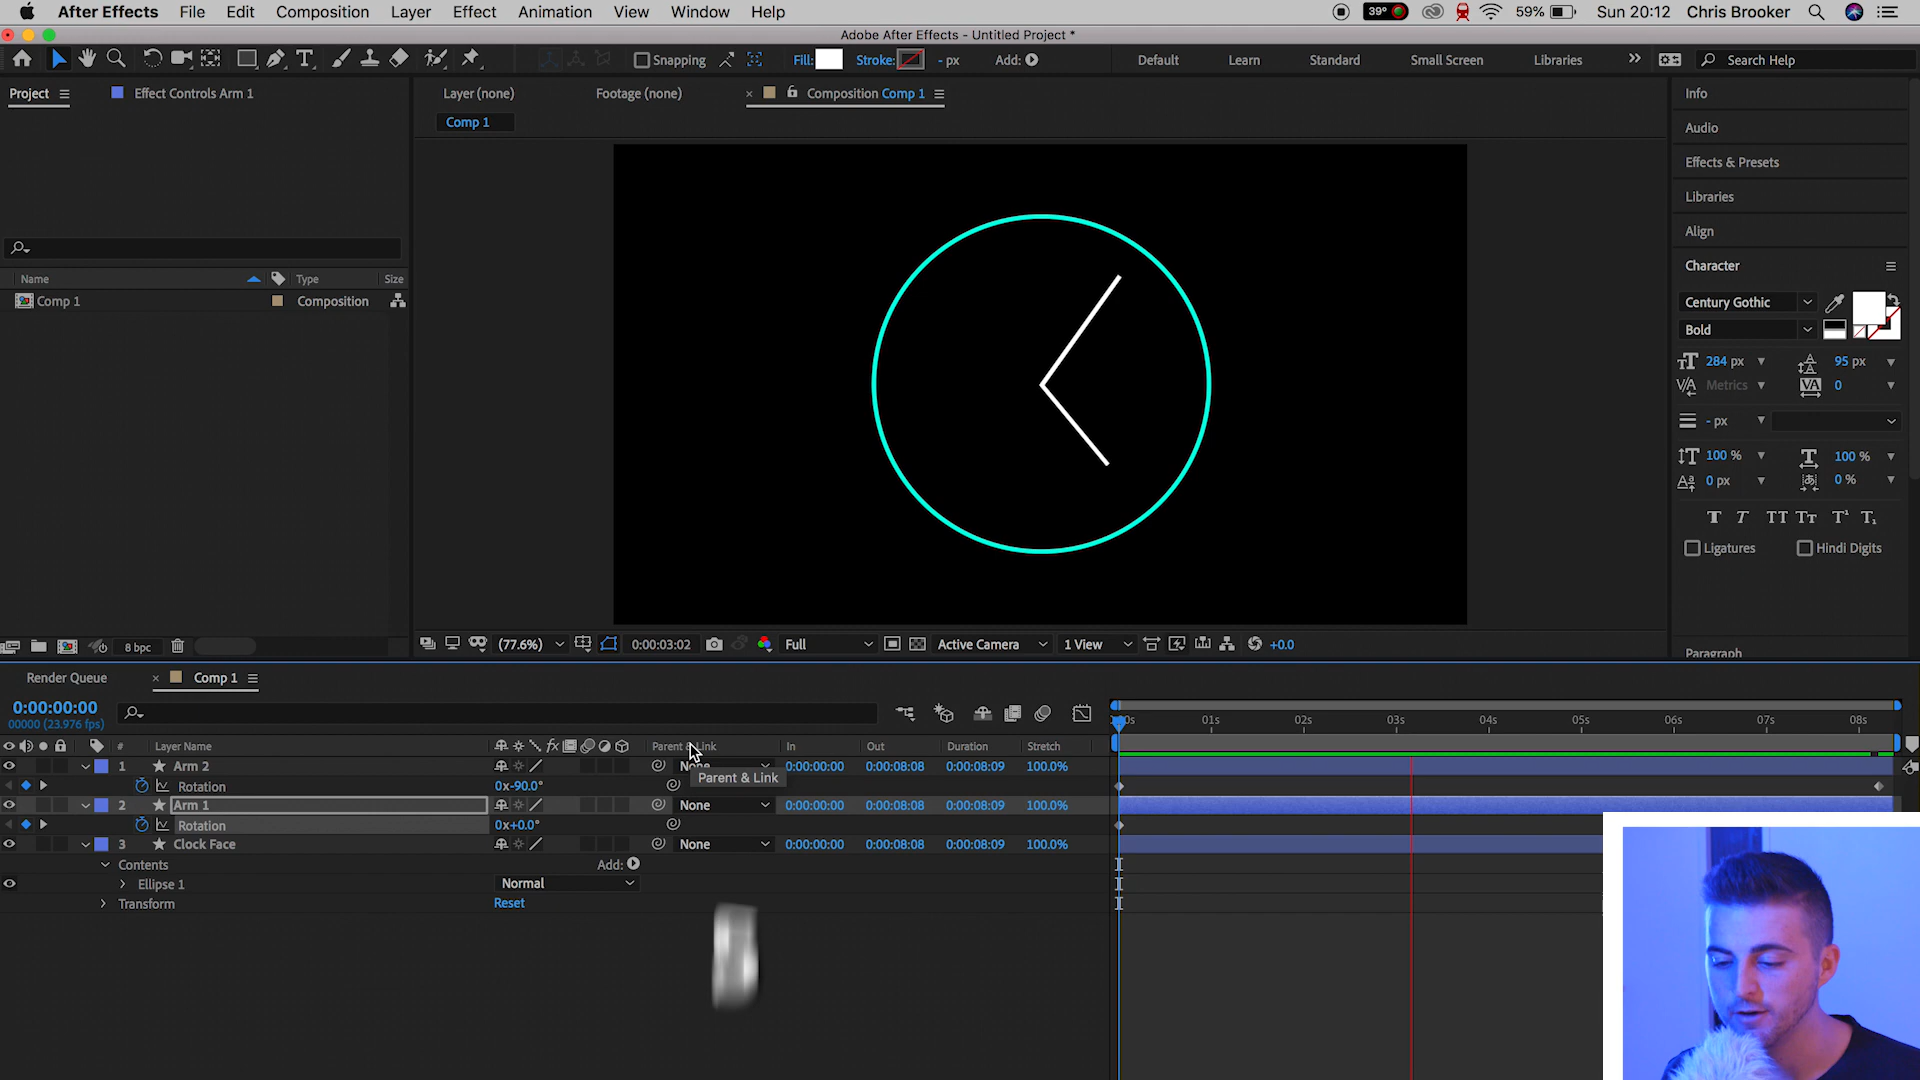 After Effects File Edit Composition Layer Effect Animation View Window Help 39° 59% Sun 20:12 Chris Brooker
Adobe After Effects - Untitled Project *
Snapping Fill: Stroke: - px Add: Default Learn Standard Small Screen Libraries Search Help
Project Effect Controls Arm 1 Layer (none) Footage (none) Composition Comp 1 Info
Comp 1
Audio
Effects & Presets
Libraries
Align
Character
Name Type Size
Comp 1 Composition
Century Gothic
Bold
284 px 95 px
Metrics 0
- px
100 % 100 %
0 px 0 %
T T TT Tt T¹ T₁
Ligatures Hindi Digits
8 bpc (77.6%) 0:00:03:02 Full Active Camera 1 View +0.0
Paragraph
Render Queue Comp 1
0:00:00:00
00000 (23.976 fps)
01s 02s 03s 04s 05s 06s 07s 08s
# Layer Name Parent & Link In Out Duration Stretch
1 Arm 2 None 0:00:00:00 0:00:08:08 0:00:08:09 100.0%
Parent & Link
Rotation 0x-90.0°
2 Arm 1 None 0:00:00:00 0:00:08:08 0:00:08:09 100.0%
Rotation 0x+0.0°
3 Clock Face None 0:00:00:00 0:00:08:08 0:00:08:09 100.0%
Contents Add:
Ellipse 1 Normal
Transform Reset